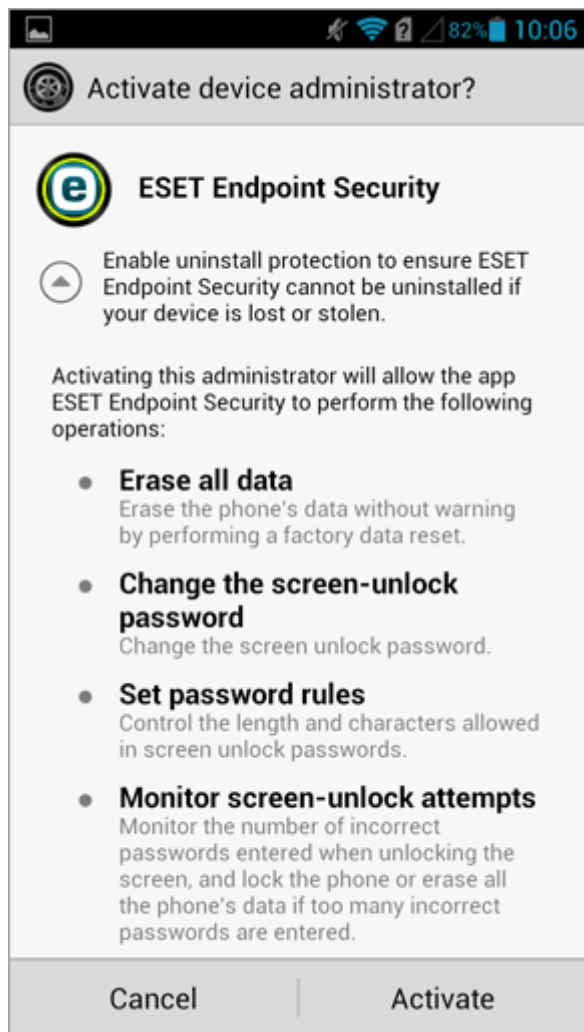 82% 10:06
Activate device administrator?
ESET Endpoint Security
Enable uninstall protection to ensure ESET
Endpoint Security cannot be uninstalled if
your device is lost or stolen.
Activating this administrator will allow the app
ESET Endpoint Security to perform the following
operations:
Erase all data
Erase the phone's data without warning
by performing a factory data reset.
Change the screen-unlock
password
Change the screen unlock password.
Set password rules
Control the length and characters allowed
in screen unlock passwords.
Monitor screen-unlock attempts
Monitor the number of incorrect
passwords entered when unlocking the
screen, and lock the phone or erase all
the phone's data if too many incorrect
passwords are entered.
Cancel Activate